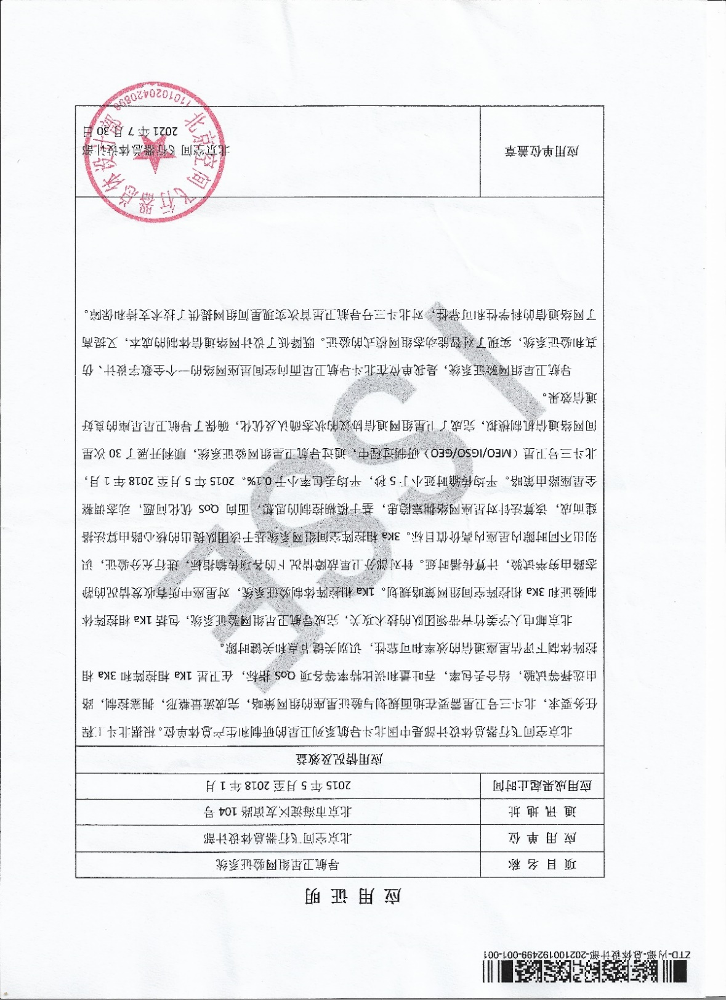 ZTD-内部-总体设计部-202100192499-001-001
应用证明
项目名称 导航卫星组网验证系统
应用单位 北京空间飞行器总体设计部
通讯地址 北京市海淀区友谊路 104 号
应用成果起止时间 2015 年 5 月至 2018 年 1 月
应用情况及效益
北京空间飞行器总体设计部是中国北斗导航系列卫星的研制和生产总体单位。根据北斗工程
任务要求，北斗三号卫星需要在地面规划与验证星座的组网策略，完成流量整形，拥塞控制，路
由选择等试验，结合丢包率，吞吐量和误比特率等各项 QoS 指标，在卫星 1Ka 相控阵和 3Ka 相
控阵体制下评估星座通信的效率和可靠性，识别关键节点和关键时隙。
北京邮电大学姜竹青带领团队的技术攻关，完成导航卫星组网验证系统，包括 1Ka 相控阵体
制验证和 3Ka 相控阵空间组网策略规划。1Ka 相控阵体制验证系统，对星座中所有收发情况的静
态路由穷举试验，计算传播时延。针对部分卫星故障情况下的各项传输指标，进行充分验证，识
别出不同时隙内星座内高价值目标。3Ka 相控阵空间组网系统基于该团队提出的核心路由算法搭
建而成，该算法针对星座网络拥塞隐患，基于模糊控制的思想，面向 QoS 优化问题，动态调整
全星座路由策略。平均传输时延小于 5 秒，平均丢包率小于 0.1%。2015 年 5 月至 2018 年 1 月，
北斗三号卫星（MEO/IGSO/GEO）研制过程中，通过导航卫星组网验证系统，顺利开展了 30 次星
间网络通信机制模拟，完成了卫星组网通信协议的状态确认及优化，确保了导航卫星星座的良好
通信效果。
导航卫星组网验证系统，是我单位在北斗导航卫星面向空间星座网络的一个全数字设计、仿
真和验证系统，实现了对智能动态组网模式的验证。既降低了设计网络通信体制的成本，又提高
了网络通信的科学性和可靠性，对北斗三号导航卫星首次实现星间组网提供了技术支持和保障。
ISSE
应用单位盖章
北京空间飞行器总体设计部
2021 年 7 月 30 日
北京空间飞行器总体设计部
1101020420898